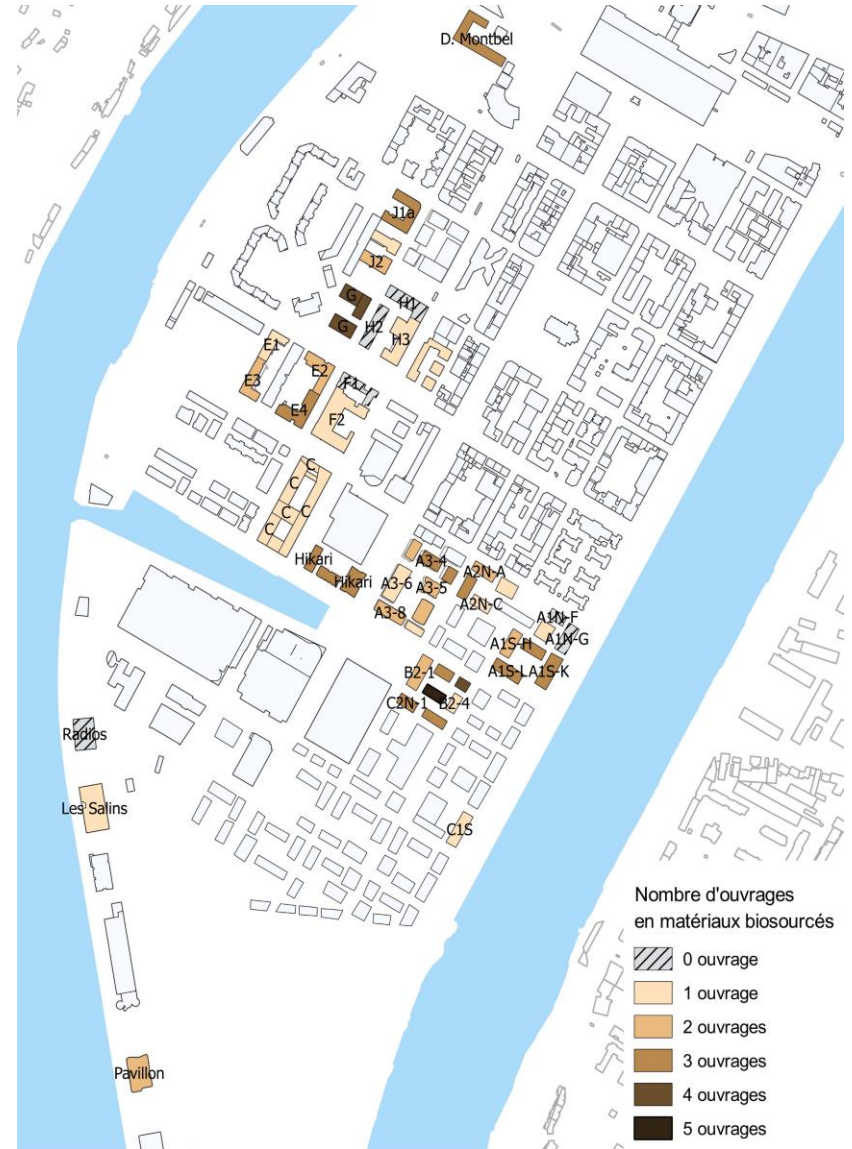 D. Montbel
J1a
J2
G
H1
G
H2
H3
E1
E2
E3
F1
E4
F2
C
C
C
C
C
Hikari
Hikari
A3-4
A2N-A
A3-6
A3-5
A2N-C
A3-8
A1N-F
A1N-G
A1S-H
B2-1
A1S-L
A1S-K
C2N-1
B2-4
Radios
Les Salins
C1S
Pavillon
Nombre d'ouvrages
en matériaux biosourcés
0 ouvrage
1 ouvrage
2 ouvrages
3 ouvrages
4 ouvrages
5 ouvrages